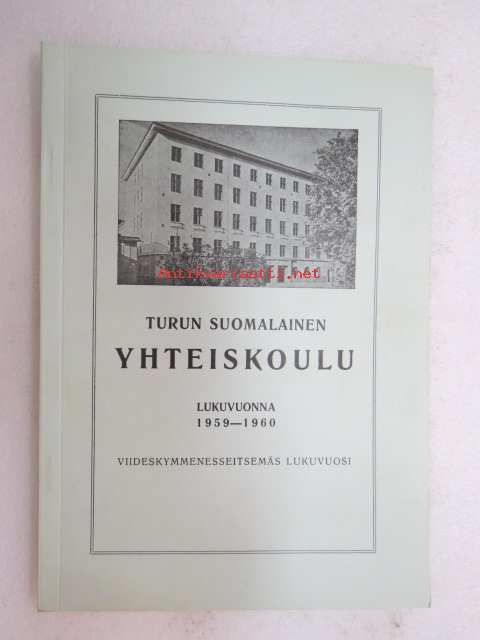 Antikvariaatti.net
TURUN SUOMALAINEN
YHTEISKOULU
LUKUVUONNA
1959—1960
VIIDESKYMMENESSEITSEMÄS LUKUVUOSI